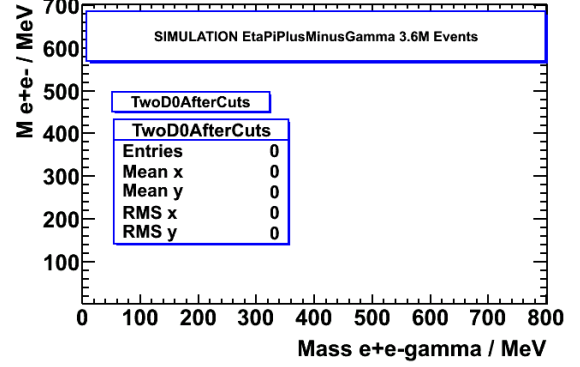 700
600
500
400
300
200
100
M e+e- / MeV
SIMULATION EtaPiPlusMinusGamma 3.6M Events
TwoD0AfterCuts
TwoD0AfterCuts
Entries 0
Mean x 0
Mean y 0
RMS x 0
RMS y 0
0 100 200 300 400 500 600 700 800
Mass e+e-gamma / MeV